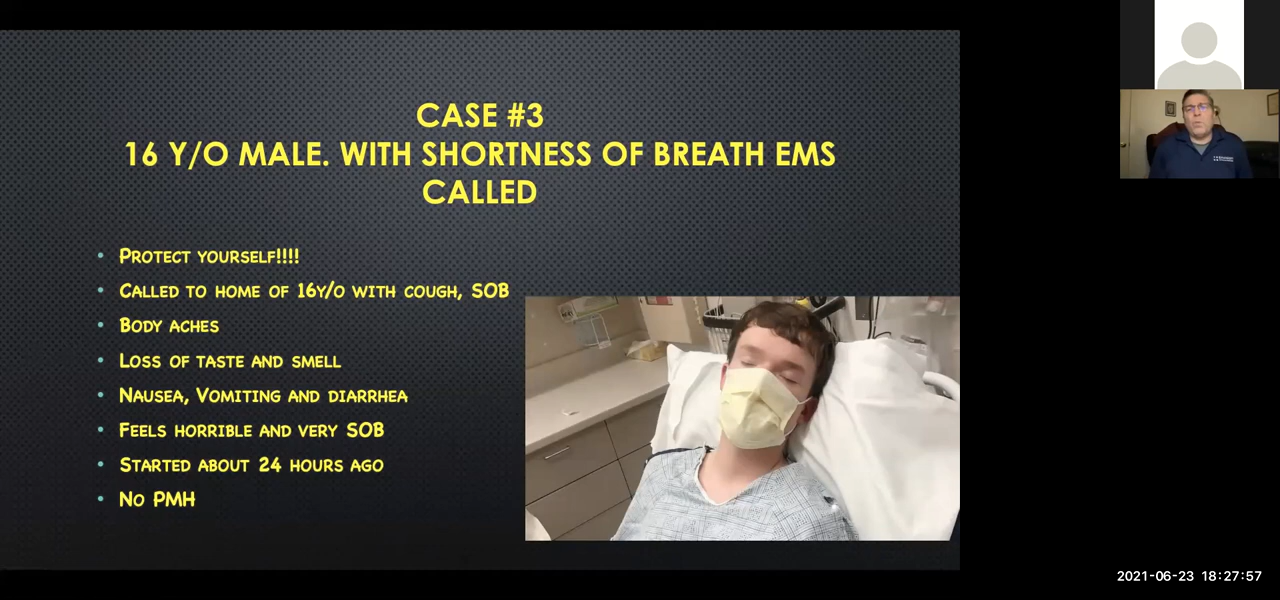 CASE #3
16 Y/O MALE. WITH SHORTNESS OF BREATH EMS
CALLED
• PROTECT YOURSELF!!!!
• CALLED TO HOME OF 16Y/O WITH COUGH, SOB
• BODY ACHES
• LOSS OF TASTE AND SMELL
• NAUSEA, VOMITING AND DIARRHEA
• FEELS HORRIBLE AND VERY SOB
• STARTED ABOUT 24 HOURS AGO
• NO PMH
2021-06-23 18:27:57